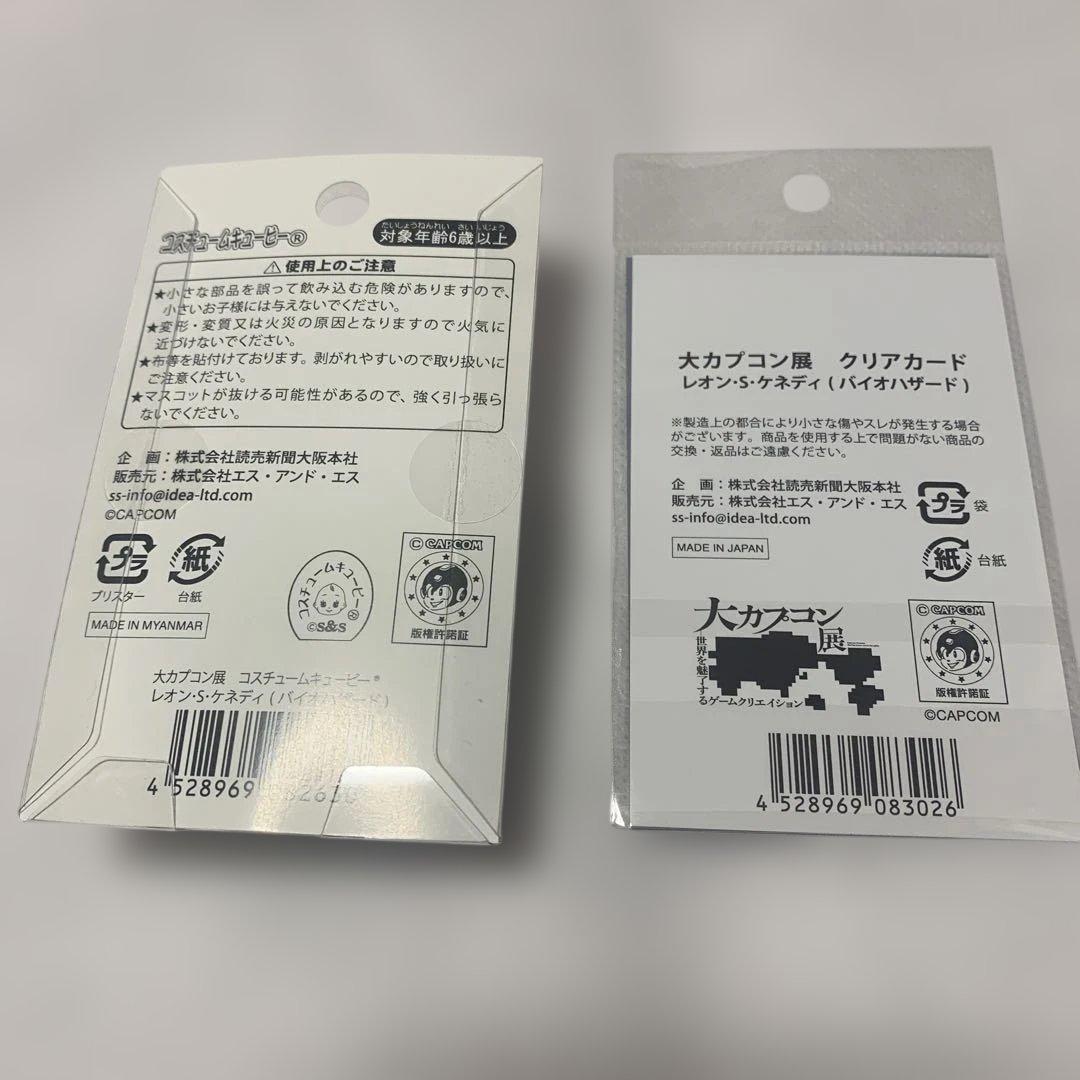 コスチュームキューピー®
たいしょうねんれい さいいじょう
対象年齢6歳以上
⚠使用上のご注意
★小さな部品を誤って飲み込む危険がありますので、
小さいお子様には与えないでください。
★変形・変質又は火災の原因となりますので火気に
近づけないでください。
★布等を貼付けております。剥がれやすいので取り扱いに
ご注意ください。
★マスコットが抜ける可能性があるので、強く引っ張ら
ないでください。
企　画：株式会社読売新聞大阪本社
販売元：株式会社エス・アンド・エス
ss-info@idea-ltd.com
©CAPCOM
プラ
ブリスター
紙
台紙
MADE IN MYANMAR
コスチュームキューピー®
©S&S
© CAPCOM
版権許諾証
大カプコン展　コスチュームキューピー®
レオン・S・ケネディ(バイオハザード)
4 528969
大カプコン展　クリアカード
レオン・S・ケネディ(バイオハザード)
※製造上の都合により小さな傷やスレが発生する場合
がございます。商品を使用する上で問題がない商品の
交換・返品はご遠慮ください。
企　画：株式会社読売新聞大阪本社
販売元：株式会社エス・アンド・エス
ss-info@idea-ltd.com
プラ 袋
MADE IN JAPAN
紙 台紙
大カプコン展
世界を魅了する
ゲームクリエイション
© CAPCOM
版権許諾証
©CAPCOM
4 528969 083026